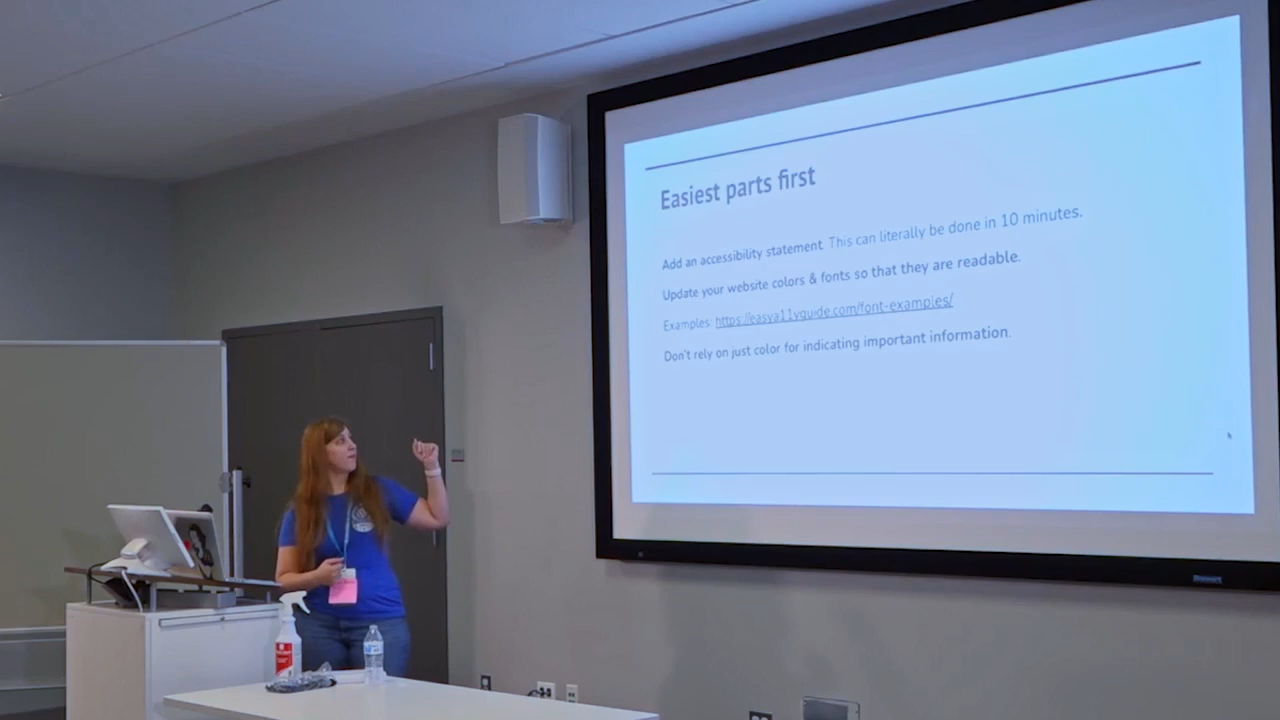 Easiest parts first
Add an accessibility statement. This can literally be done in 10 minutes.
Update your website colors & fonts so that they are readable.
Examples: https://easya11yguide.com/font-examples/
Don't rely on just color for indicating important information.
Stewart